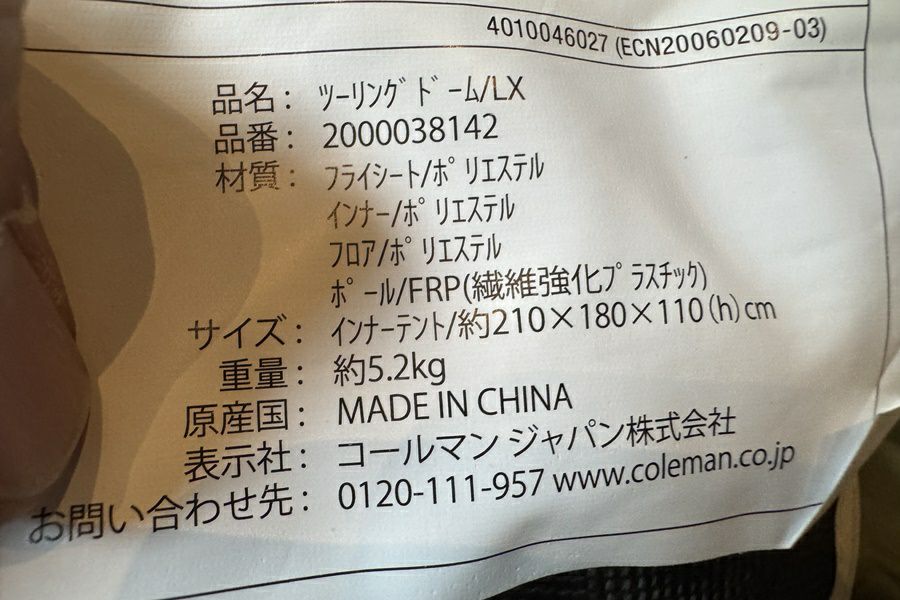 4010046027 (ECN20060209-03)
品名： ﾂｰﾘﾝｸﾞﾄﾞｰﾑ/LX
品番： 2000038142
材質： ﾌﾗｲｼｰﾄ/ﾎﾟﾘｴｽﾃﾙ
ｲﾝﾅｰ/ﾎﾟﾘｴｽﾃﾙ
ﾌﾛｱ/ﾎﾟﾘｴｽﾃﾙ
ﾎﾟｰﾙ/FRP(繊維強化ﾌﾟﾗｽﾁｯｸ)
サイズ： ｲﾝﾅｰﾃﾝﾄ/約210×180×110(h)cm
重量： 約5.2kg
原産国： MADE IN CHINA
表示社： コールマン ジャパン株式会社
お問い合わせ先： 0120-111-957 www.coleman.co.jp